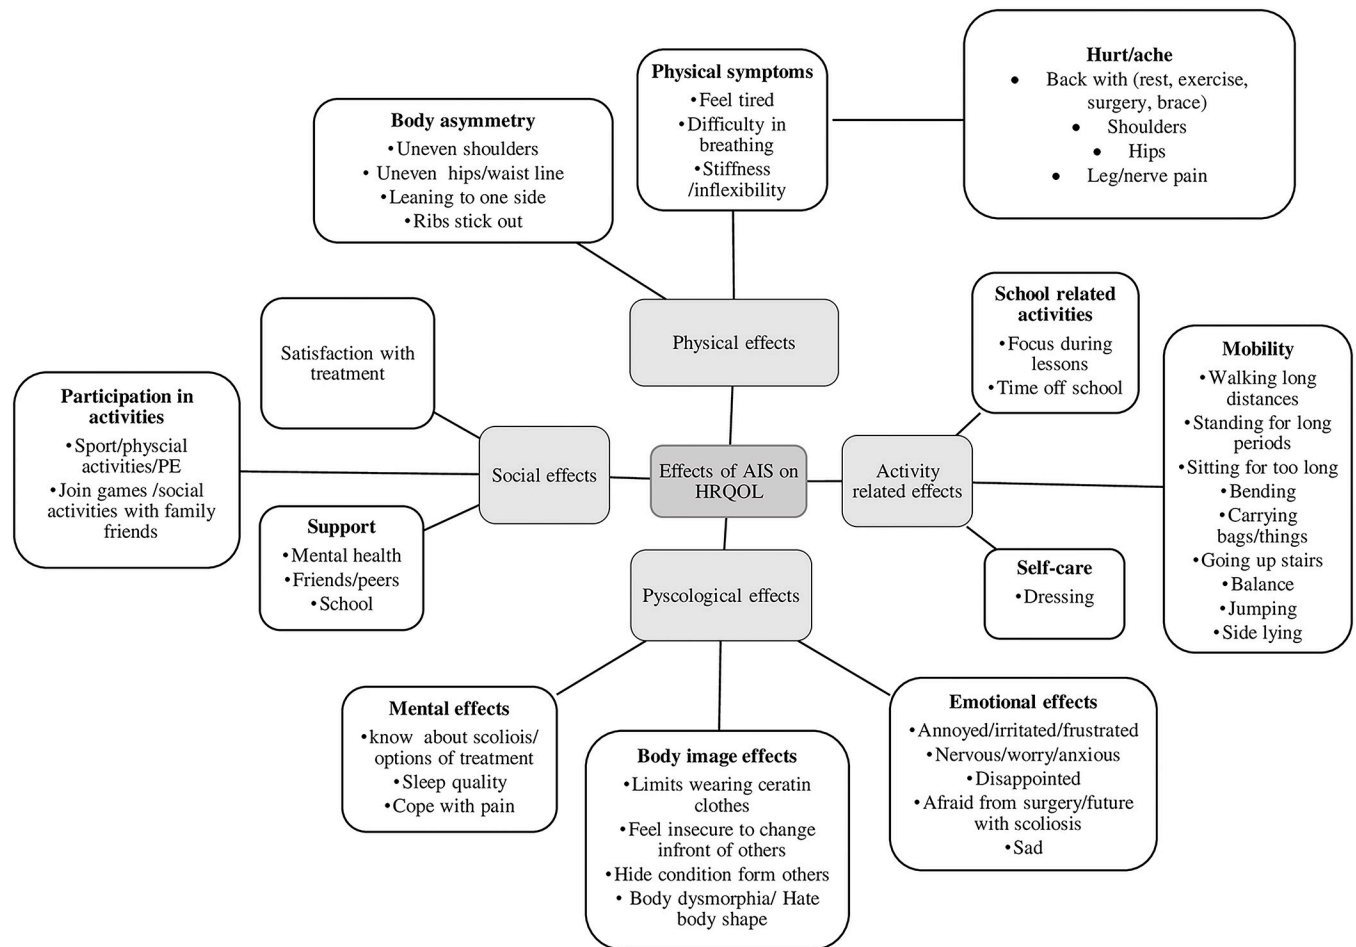 Hurt/ache
• Back with (rest, exercise,
surgery, brace)
• Shoulders
• Hips
• Leg/nerve pain
Physical symptoms
•Feel tired
•Difficulty in
breathing
•Stiffness
/inflexibility
Body asymmetry
•Uneven shoulders
• Uneven hips/waist line
•Leaning to one side
•Ribs stick out
Physical effects
School related
activities
•Focus during
lessons
•Time off school
Mobility
•Walking long
distances
•Standing for long
periods
•Sitting for too long
•Bending
•Carrying
bags/things
•Going up stairs
•Balance
•Jumping
•Side lying
Satisfaction with
treatment
Participation in
activities
•Sport/physcial
activities/PE
•Join games /social
activities with family
friends
Social effects
Effects of AIS on
HRQOL
Activity
related effects
Support
•Mental health
•Friends/peers
•School
Self-care
•Dressing
Pyscological effects
Mental effects
•know about scoliois/
options of treatment
•Sleep quality
•Cope with pain
Body image effects
•Limits wearing ceratin
clothes
•Feel insecure to change
infront of others
•Hide condition form others
• Body dysmorphia/ Hate
body shape
Emotional effects
•Annoyed/irritated/frustrated
•Nervous/worry/anxious
•Disappointed
•Afraid from surgery/future
with scoliosis
•Sad